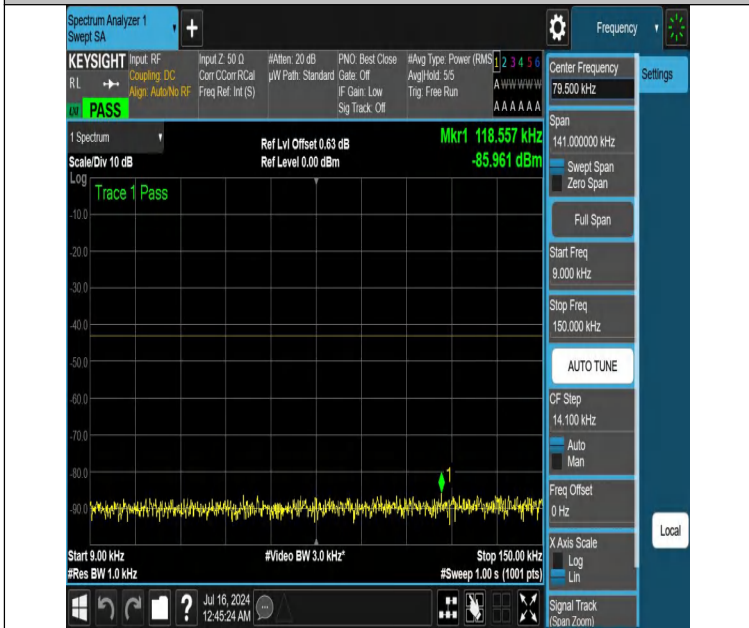 Spectrum Analyzer 1
Swept SA
+
Frequency
KEYSIGHT
RL
PASS
Input: RF
Coupling: DC
Align: Auto/No RF
Input Z: 50 Ω
Corr CCorr RCal
Freq Ref: Int (S)
#Atten: 20 dB
µW Path: Standard
PNO: Best Close
Gate: Off
IF Gain: Low
Sig Track: Off
#Avg Type: Power (RMS
Avg|Hold: 5/5
Trig: Free Run
1 2 3 4 5 6
A W W W W W
A A A A A A
1 Spectrum
Scale/Div 10 dB
Ref Lvl Offset 0.63 dB
Ref Level 0.00 dBm
Mkr1 118.557 kHz
-85.961 dBm
Log
Trace 1 Pass
-10.0
-20.0
-30.0
-40.0
-50.0
-60.0
-70.0
-80.0
-90.0
1
Start 9.00 kHz
#Res BW 1.0 kHz
#Video BW 3.0 kHz*
Stop 150.00 kHz
#Sweep 1.00 s (1001 pts)
Center Frequency
79.500 kHz
Settings
Span
141.000000 kHz
Swept Span
Zero Span
Full Span
Start Freq
9.000 kHz
Stop Freq
150.000 kHz
AUTO TUNE
CF Step
14.100 kHz
Auto
Man
Freq Offset
0 Hz
X Axis Scale
Log
Lin
Signal Track
(Span Zoom)
Local
?
Jul 16, 2024
12:45:24 AM